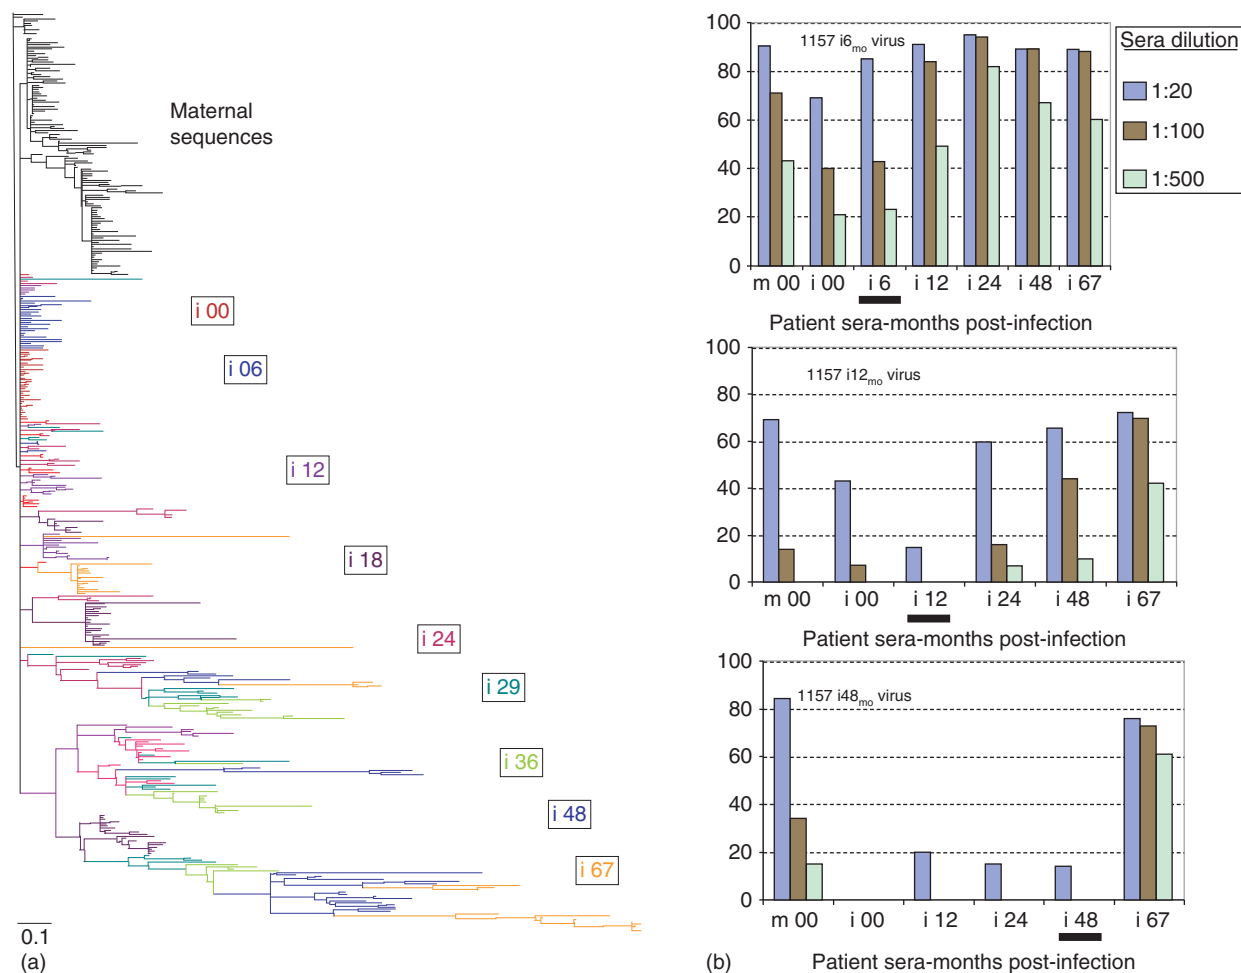 Maternal
sequences
i 00
i 06
i 12
i 18
i 24
i 29
i 36
i 48
i 67
0.1
(a)
100
80
60
40
20
0
1157 i6mo virus
m 00 i 00 i 6 i 12 i 24 i 48 i 67
Patient sera-months post-infection
Sera dilution
1:20
1:100
1:500
100
80
60
40
20
0
1157 i12mo virus
m 00 i 00 i 12 i 24 i 48 i 67
Patient sera-months post-infection
100
80
60
40
20
0
1157 i48mo virus
m 00 i 00 i 12 i 24 i 48 i 67
(b)
Patient sera-months post-infection